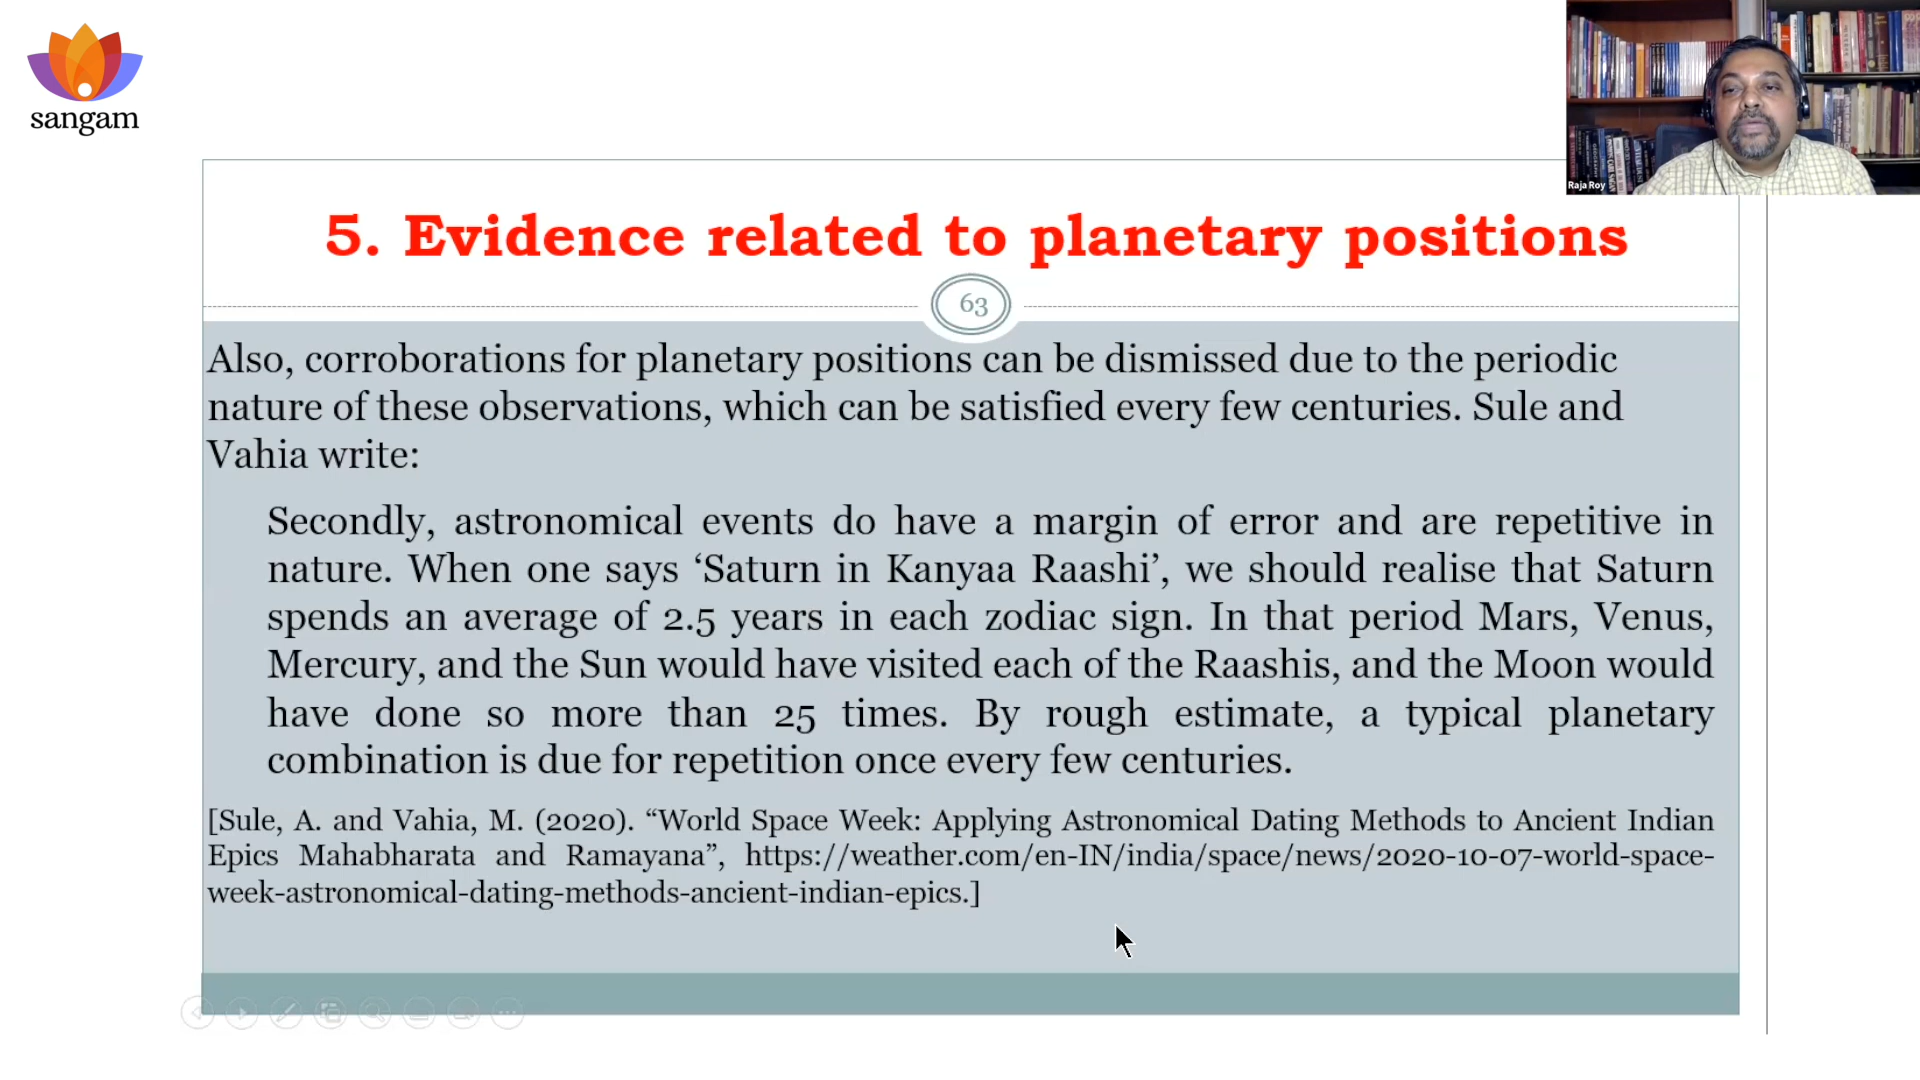 sangam
Raja Roy
5. Evidence related to planetary positions
63
Also, corroborations for planetary positions can be dismissed due to the periodic
nature of these observations, which can be satisfied every few centuries. Sule and
Vahia write:
Secondly, astronomical events do have a margin of error and are repetitive in
nature. When one says ‘Saturn in Kanyaa Raashi’, we should realise that Saturn
spends an average of 2.5 years in each zodiac sign. In that period Mars, Venus,
Mercury, and the Sun would have visited each of the Raashis, and the Moon would
have done so more than 25 times. By rough estimate, a typical planetary
combination is due for repetition once every few centuries.
[Sule, A. and Vahia, M. (2020). “World Space Week: Applying Astronomical Dating Methods to Ancient Indian
Epics Mahabharata and Ramayana”, https://weather.com/en-IN/india/space/news/2020-10-07-world-space-
week-astronomical-dating-methods-ancient-indian-epics.]